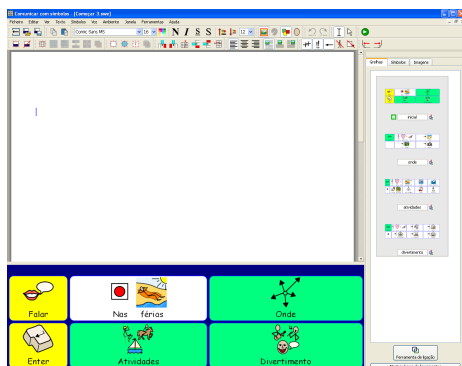 Comunicar com símbolos - [Começar 3.swe]
Ficheiro Editar Ver Texto Símbolos Voz Ambiente Janela Ferramentas Ajuda
Comic Sans MS 16 N I S S 12
Grelhas Símbolos Imagens
inicial
onde
atividades
divertimento
Falar Nas férias Onde
Enter Atividades Divertimento
Ferramenta de ligação